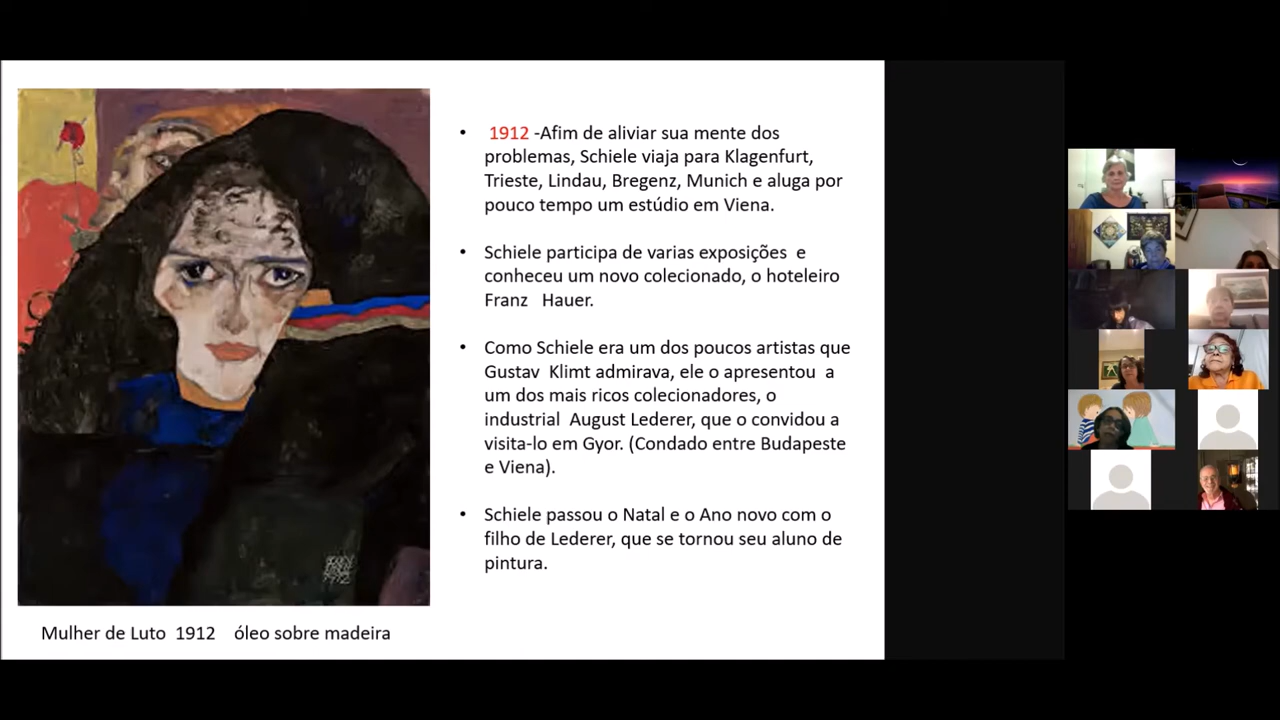 • 1912 -Afim de aliviar sua mente dos
problemas, Schiele viaja para Klagenfurt,
Trieste, Lindau, Bregenz, Munich e aluga por
pouco tempo um estúdio em Viena.
• Schiele participa de varias exposições e
conheceu um novo colecionado, o hoteleiro
Franz Hauer.
• Como Schiele era um dos poucos artistas que
Gustav Klimt admirava, ele o apresentou a
um dos mais ricos colecionadores, o
industrial August Lederer, que o convidou a
visita-lo em Gyor. (Condado entre Budapeste
e Viena).
• Schiele passou o Natal e o Ano novo com o
filho de Lederer, que se tornou seu aluno de
pintura.
Mulher de Luto 1912 óleo sobre madeira